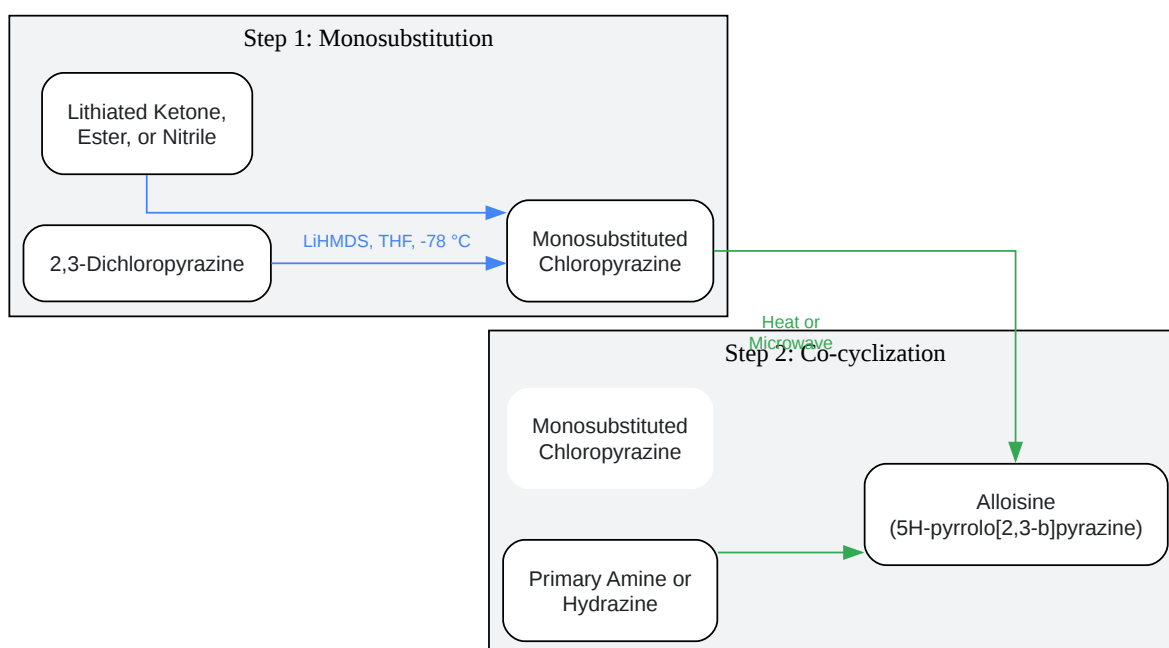 Step 1: Monosubstitution
Lithiated Ketone,
Ester, or Nitrile
2,3-Dichloropyrazine
LiHMDS, THF, -78 °C
Monosubstituted
Chloropyrazine
Heat or
Microwave
Step 2: Co-cyclization
Monosubstituted
Chloropyrazine
Primary Amine or
Hydrazine
Alloisine
(5H-pyrrolo[2,3-b]pyrazine)